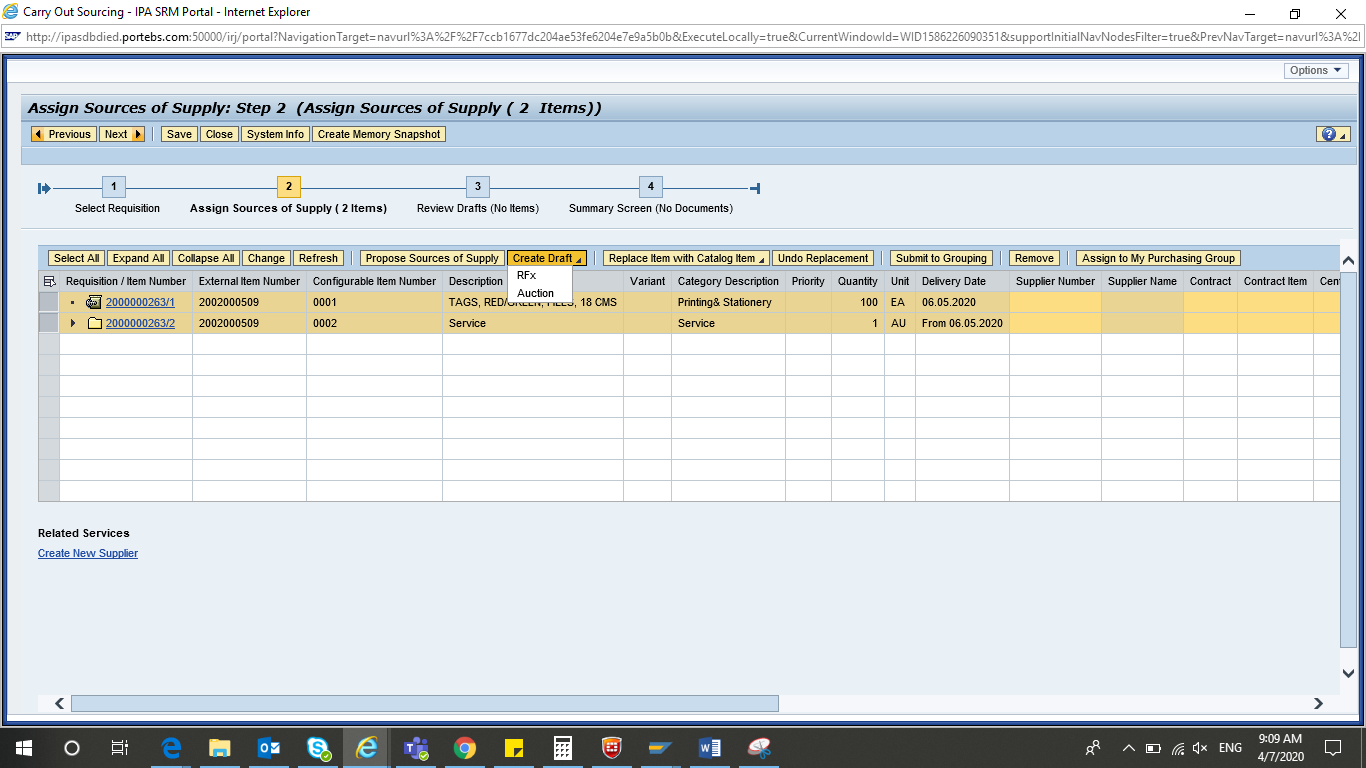 Carry Out Sourcing - IPA SRM Portal - Internet Explorer
http://ipasdbdied.portebs.com:50000/irj/portal?NavigationTarget=navurl%3A%2F%2F7ccb1677dc204ae53fe6204e7e9a5b0b&ExecuteLocally=true&CurrentWindowId=WID1586226090351&supportInitialNavNodesFilter=true&PrevNavTarget=navurl%3A%2I
Options
Assign Sources of Supply: Step 2 (Assign Sources of Supply ( 2 Items))
Previous Next Save Close System Info Create Memory Snapshot
1 2 3 4
Select Requisition Assign Sources of Supply ( 2 Items) Review Drafts (No Items) Summary Screen (No Documents)
Select All Expand All Collapse All Change Refresh Propose Sources of Supply Create Draft Replace Item with Catalog Item Undo Replacement Submit to Grouping Remove Assign to My Purchasing Group
RFx
Auction
Requisition / Item Number External Item Number Configurable Item Number Description Variant Category Description Priority Quantity Unit Delivery Date Supplier Number Supplier Name Contract Contract Item Cen
2000000263/1 2002000509 0001 TAGS, RED/GREEN, FILES, 18 CMS Printing& Stationery 100 EA 06.05.2020
2000000263/2 2002000509 0002 Service Service 1 AU From 06.05.2020
Related Services
Create New Supplier
ENG
9:09 AM
4/7/2020